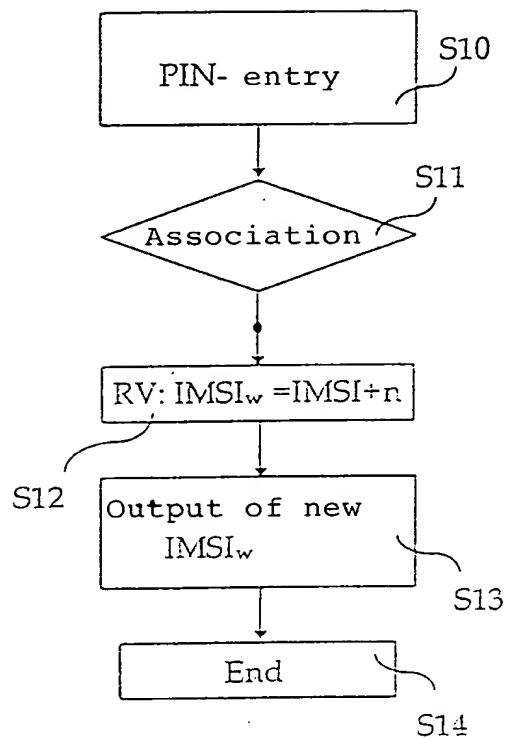 PIN- entry
S10
S11
Association
RV: IMSIw =IMSI+n
S12
Output of new
IMSIw
S13
End
S14